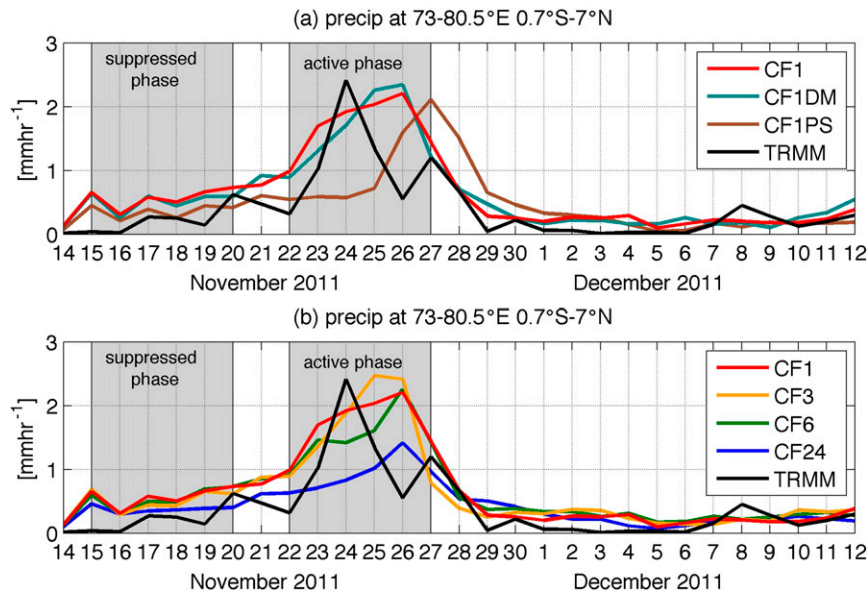 (a) precip at 73-80.5°E 0.7°S-7°N
3
2
1
0
[mmhr⁻¹]
suppressed
phase
active phase
CF1
CF1DM
CF1PS
TRMM
14 15 16 17 18 19 20 21 22 23 24 25 26 27 28 29 30 1 2 3 4 5 6 7 8 9 10 11 12
November 2011 December 2011
(b) precip at 73-80.5°E 0.7°S-7°N
3
2
1
0
[mmhr⁻¹]
suppressed
phase
active phase
CF1
CF3
CF6
CF24
TRMM
14 15 16 17 18 19 20 21 22 23 24 25 26 27 28 29 30 1 2 3 4 5 6 7 8 9 10 11 12
November 2011 December 2011